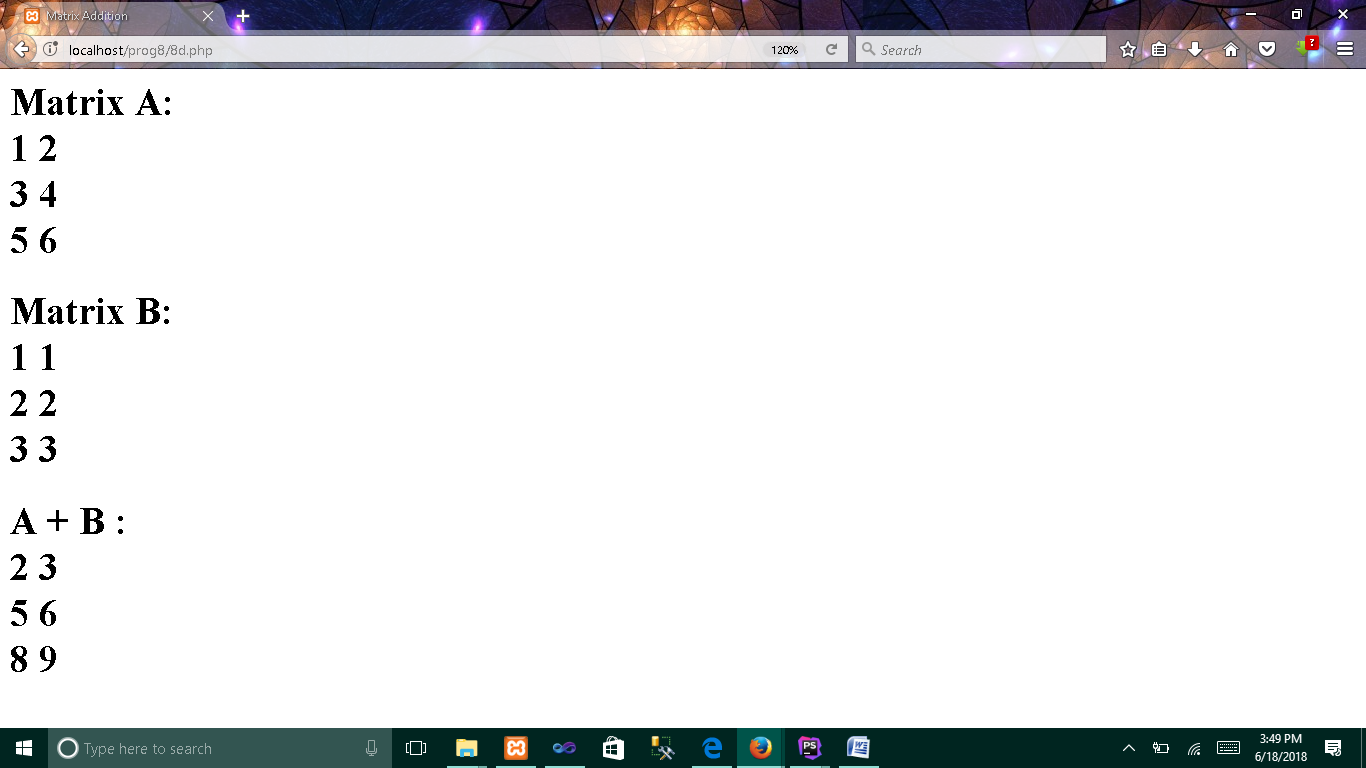 Matrix Addition
localhost/prog8/8d.php
120%
Search
?
Matrix A:
1 2
3 4
5 6
Matrix B:
1 1
2 2
3 3
A + B :
2 3
5 6
8 9
Type here to search
PS
W
3:49 PM
6/18/2018